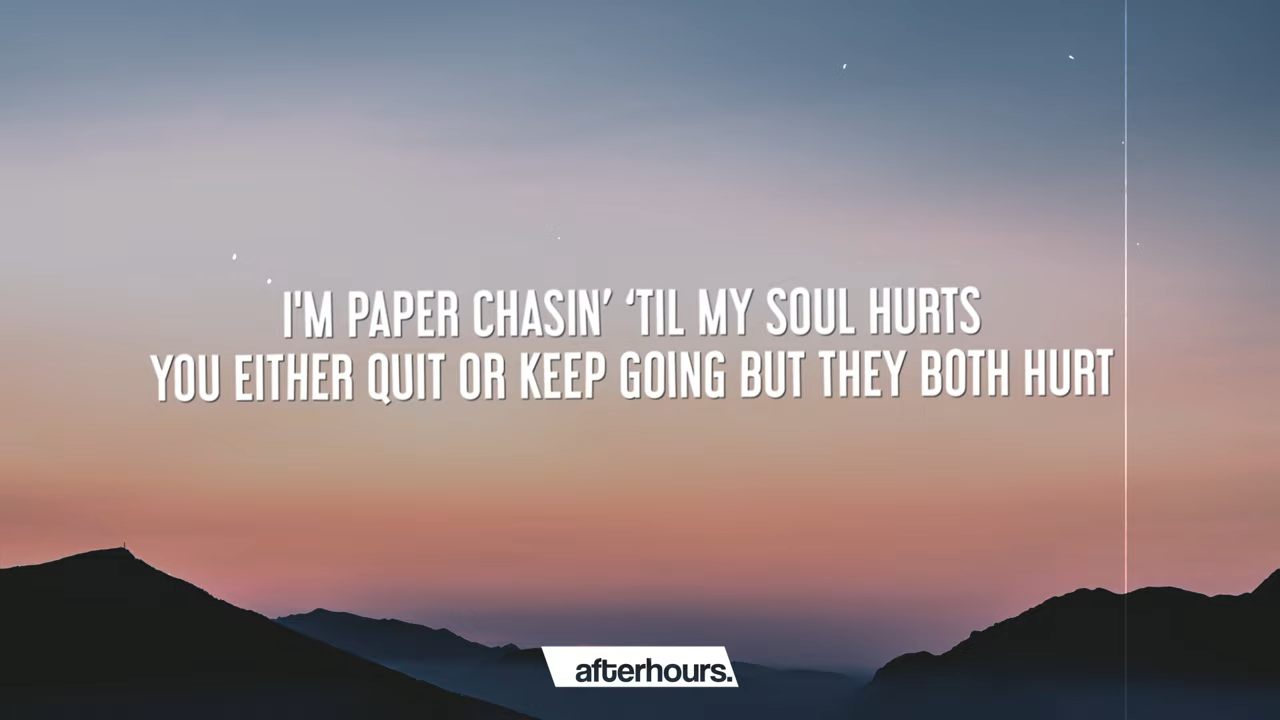 I'M PAPER CHASIN’ ‘TIL MY SOUL HURTS
YOU EITHER QUIT OR KEEP GOING BUT THEY BOTH HURT
afterhours.